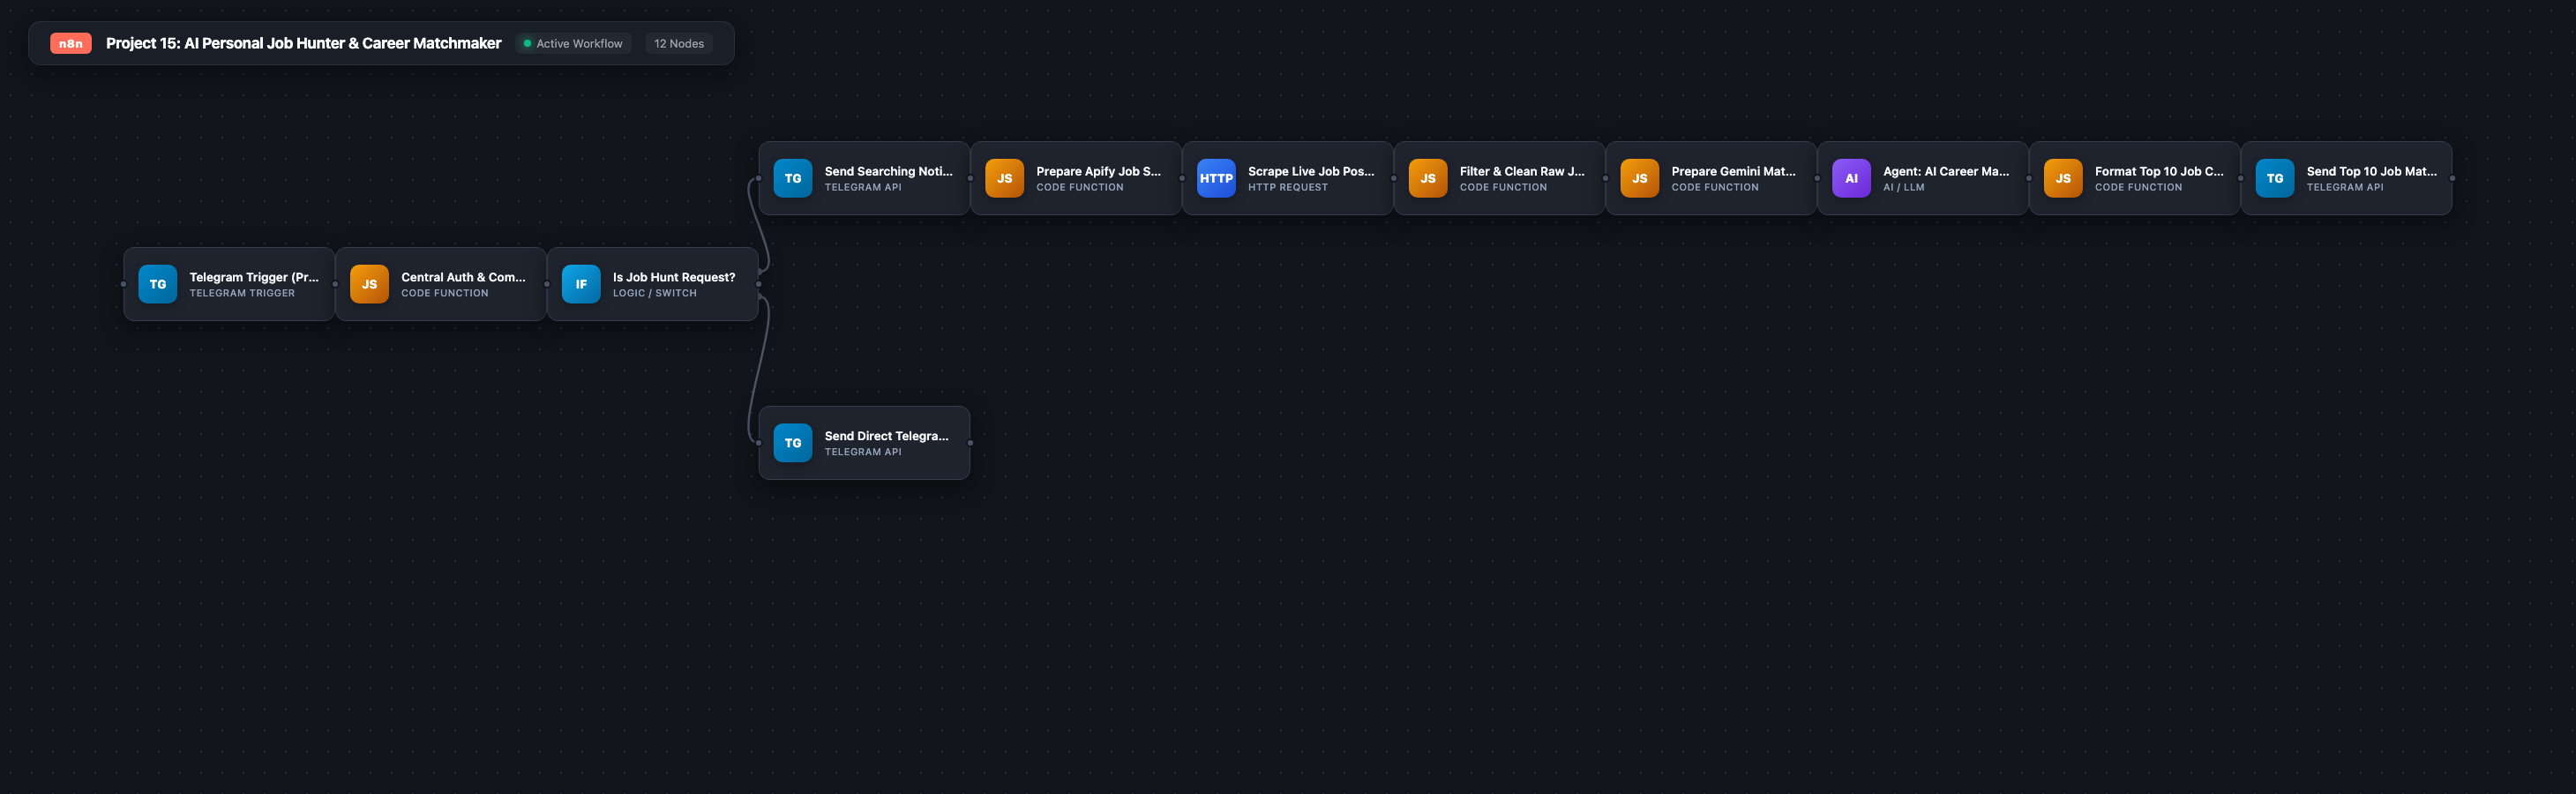 n8n Project 15: AI Personal Job Hunter & Career Matchmaker Active Workflow 12 Nodes
TG Send Searching Noti...
TELEGRAM API
JS Prepare Apify Job S...
CODE FUNCTION
HTTP Scrape Live Job Pos...
HTTP REQUEST
JS Filter & Clean Raw J...
CODE FUNCTION
JS Prepare Gemini Mat...
CODE FUNCTION
AI Agent: AI Career Ma...
AI / LLM
JS Format Top 10 Job C...
CODE FUNCTION
TG Send Top 10 Job Mat...
TELEGRAM API
TG Telegram Trigger (Pr...
TELEGRAM TRIGGER
JS Central Auth & Com...
CODE FUNCTION
IF Is Job Hunt Request?
LOGIC / SWITCH
TG Send Direct Telegra...
TELEGRAM API